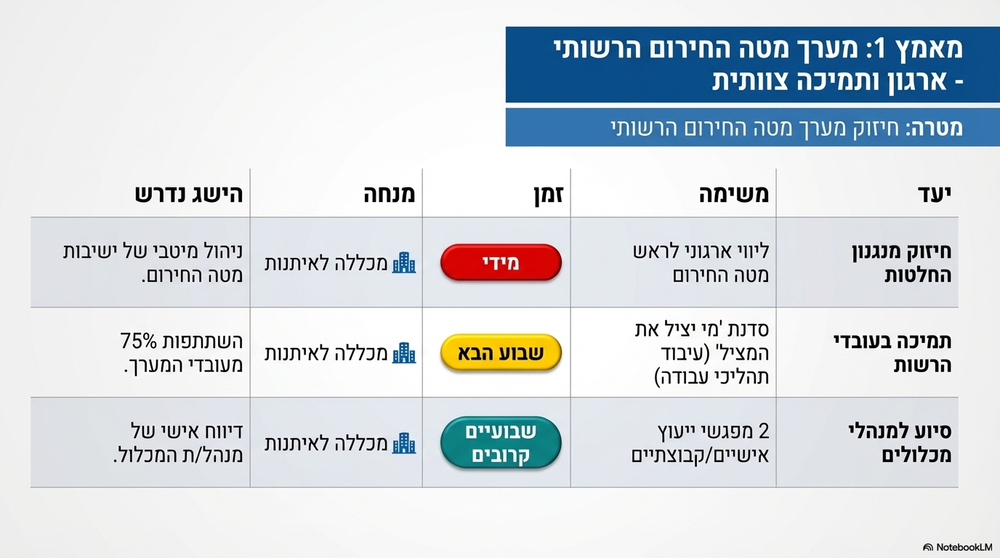 מאמץ 1: מערך מטה החירום הרשותי
- ארגון ותמיכה צוותית
מטרה: חיזוק מערך מטה החירום הרשותי
יעד
משימה
זמן
מנחה
הישג נדרש
חיזוק מנגנון
החלטות
ליווי ארגוני לראש
מטה החירום
מידי
מכללה לאיתנות
ניהול מיטבי של ישיבות
מטה החירום.
תמיכה בעובדי
הרשות
סדנת 'מי יציל את
המציל' (עיבוד
תהליכי עבודה)
שבוע הבא
מכללה לאיתנות
השתתפות 75%
מעובדי המערך.
סיוע למנהלי
מכלולים
2 מפגשי ייעוץ
אישיים/קבוצתיים
שבועיים
קרובים
מכללה לאיתנות
דיווח אישי של
מנהל/ת המכלול.
NotebookLM